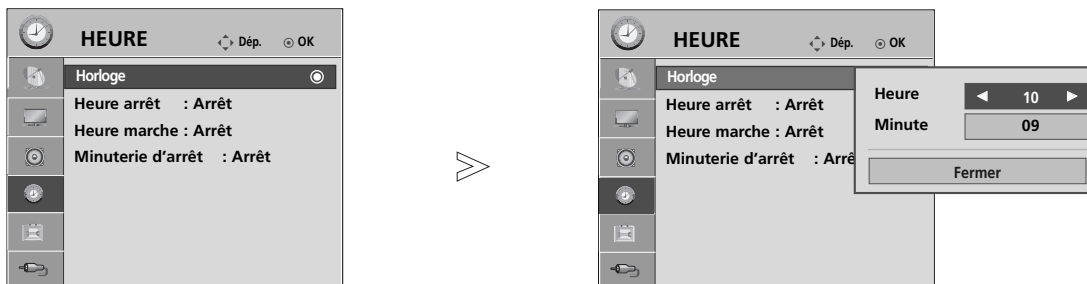 HEURE Dép. OK
Horloge
Heure arrêt : Arrêt
Heure marche : Arrêt
Minuterie d’arrêt : Arrêt
HEURE Dép. OK
Horloge
Heure arrêt : Arrêt
Heure marche : Arrêt
Minuterie d’arrêt : Arrê
Heure 10
Minute 09
Fermer